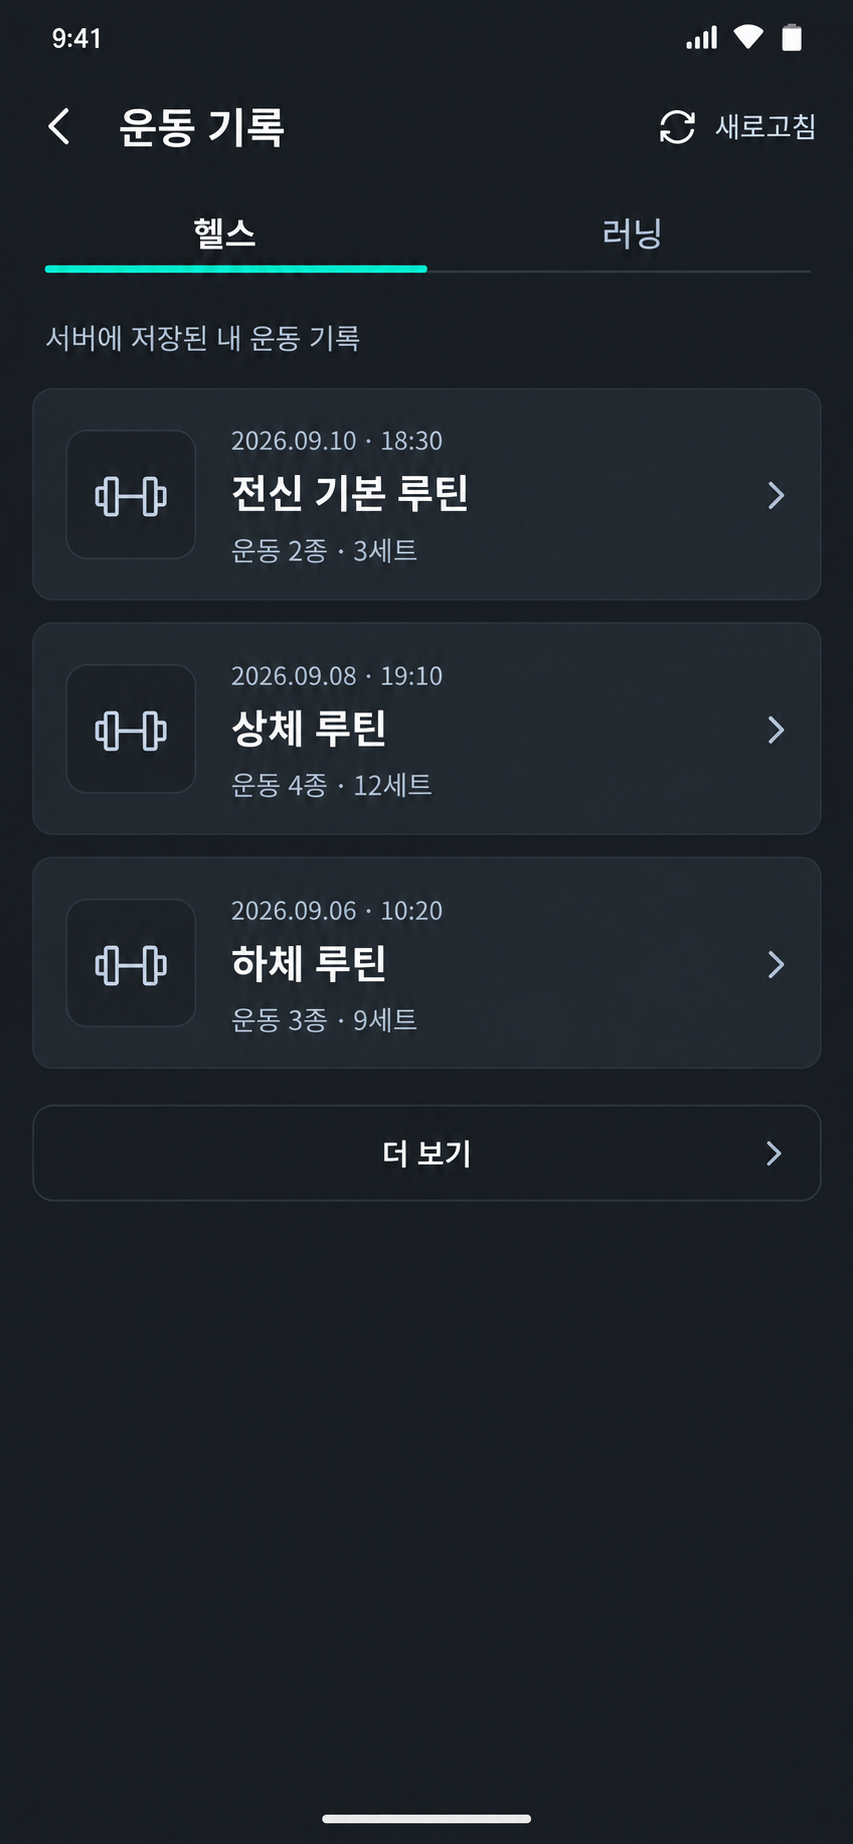 9:41
운동 기록
새로고침
헬스
러닝
서버에 저장된 내 운동 기록
2026.09.10 · 18:30
전신 기본 루틴
운동 2종 · 3세트
2026.09.08 · 19:10
상체 루틴
운동 4종 · 12세트
2026.09.06 · 10:20
하체 루틴
운동 3종 · 9세트
더 보기